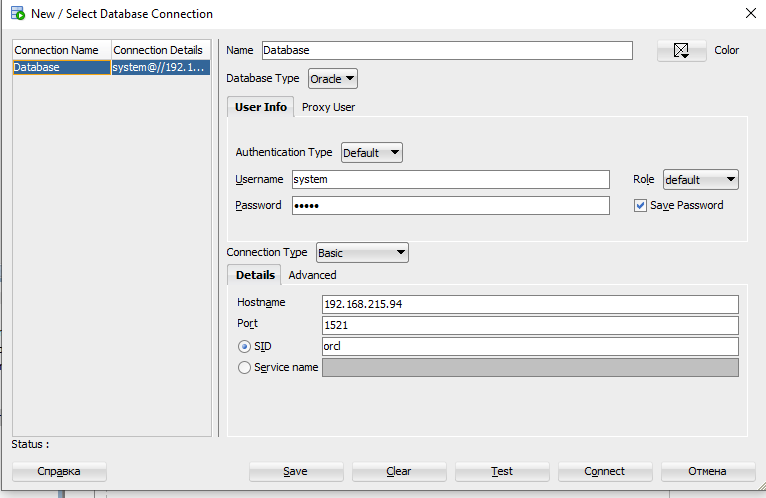 New / Select Database Connection
Connection Name Connection Details
Database system@//192.1...
Name Database Color
Database Type Oracle
User Info Proxy User
Authentication Type Default
Username system Role default
Password ••••• Save Password
Connection Type Basic
Details Advanced
Hostname 192.168.215.94
Port 1521
SID orcl
Service name
Status :
Справка Save Clear Test Connect Отмена